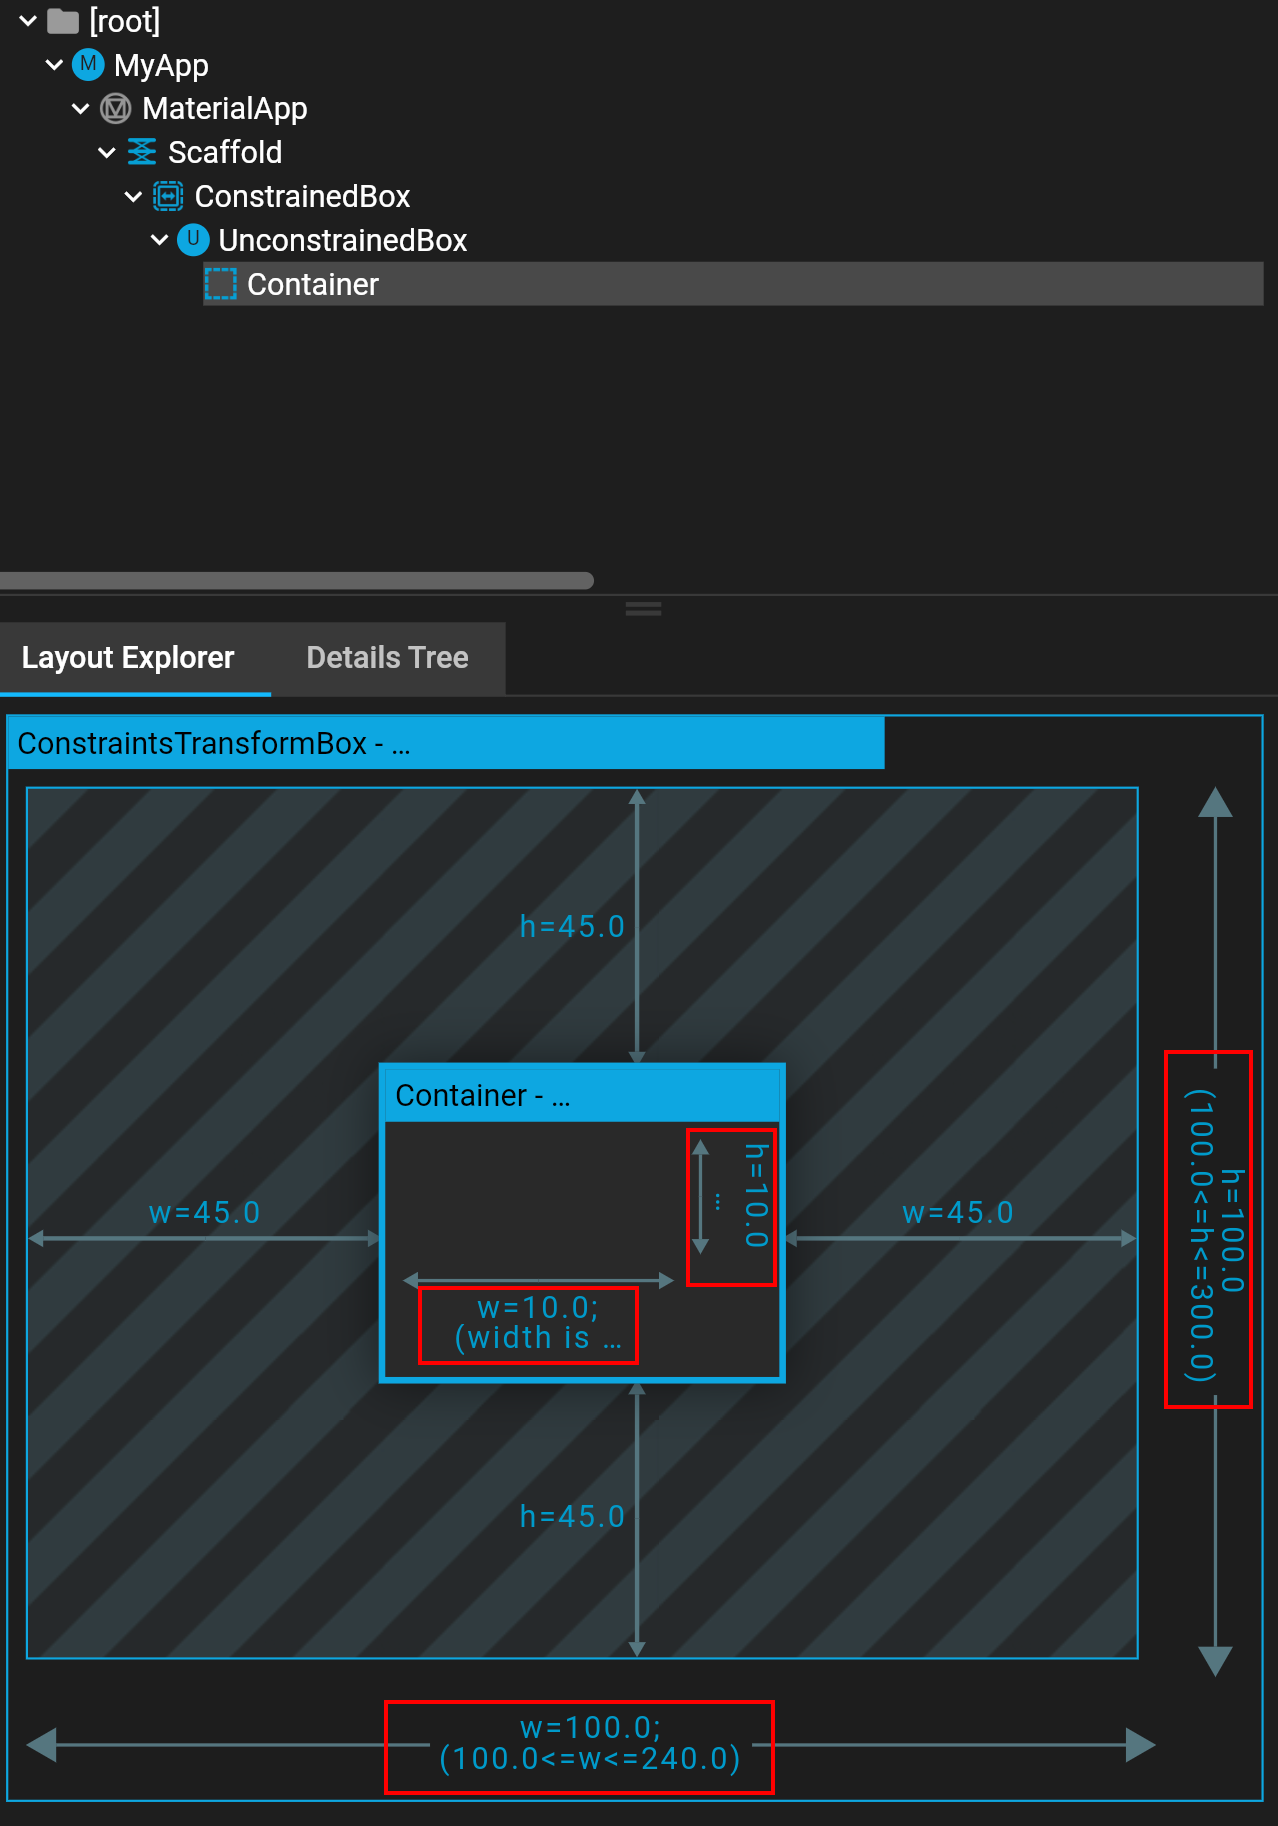 [root]
M MyApp
MaterialApp
Scaffold
ConstrainedBox
U UnconstrainedBox
Container
Layout Explorer Details Tree
ConstraintsTransformBox - ...
h=45.0
Container - ...
h=10.0
...
w=45.0
w=45.0
h=100.0
(100.0<=h<=300.0)
w=10.0;
(width is ...
h=45.0
w=100.0;
(100.0<=w<=240.0)